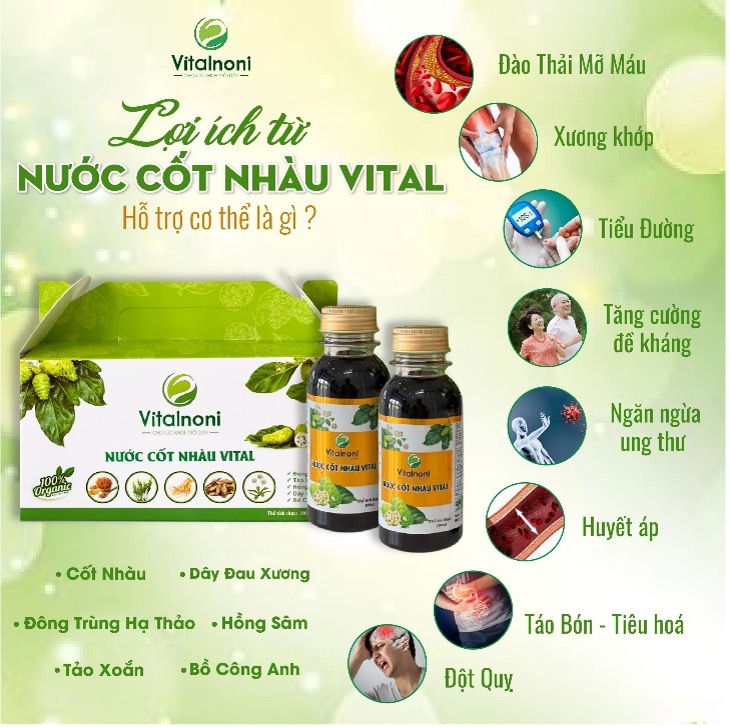 Vitalnoni
Lợi ích từ
NƯỚC CỐT NHÀU VITAL
Hỗ trợ cơ thể là gì ?
Đào Thải Mỡ Máu
Xương khớp
Tiểu Đường
Tăng cường
đề kháng
Ngăn ngừa
ung thư
Huyết áp
Táo Bón - Tiêu hoá
Đột Quỵ
Vitalnoni
NƯỚC CỐT NHÀU VITAL
100%
Organic
Vitalnoni
NƯỚC CỐT NHÀU VITAL
Vitalnoni
NƯỚC CỐT NHÀU VITAL
• Cốt Nhàu
• Dây Đau Xương
• Đông Trùng Hạ Thảo
• Hồng Sâm
• Tảo Xoắn
• Bồ Công Anh